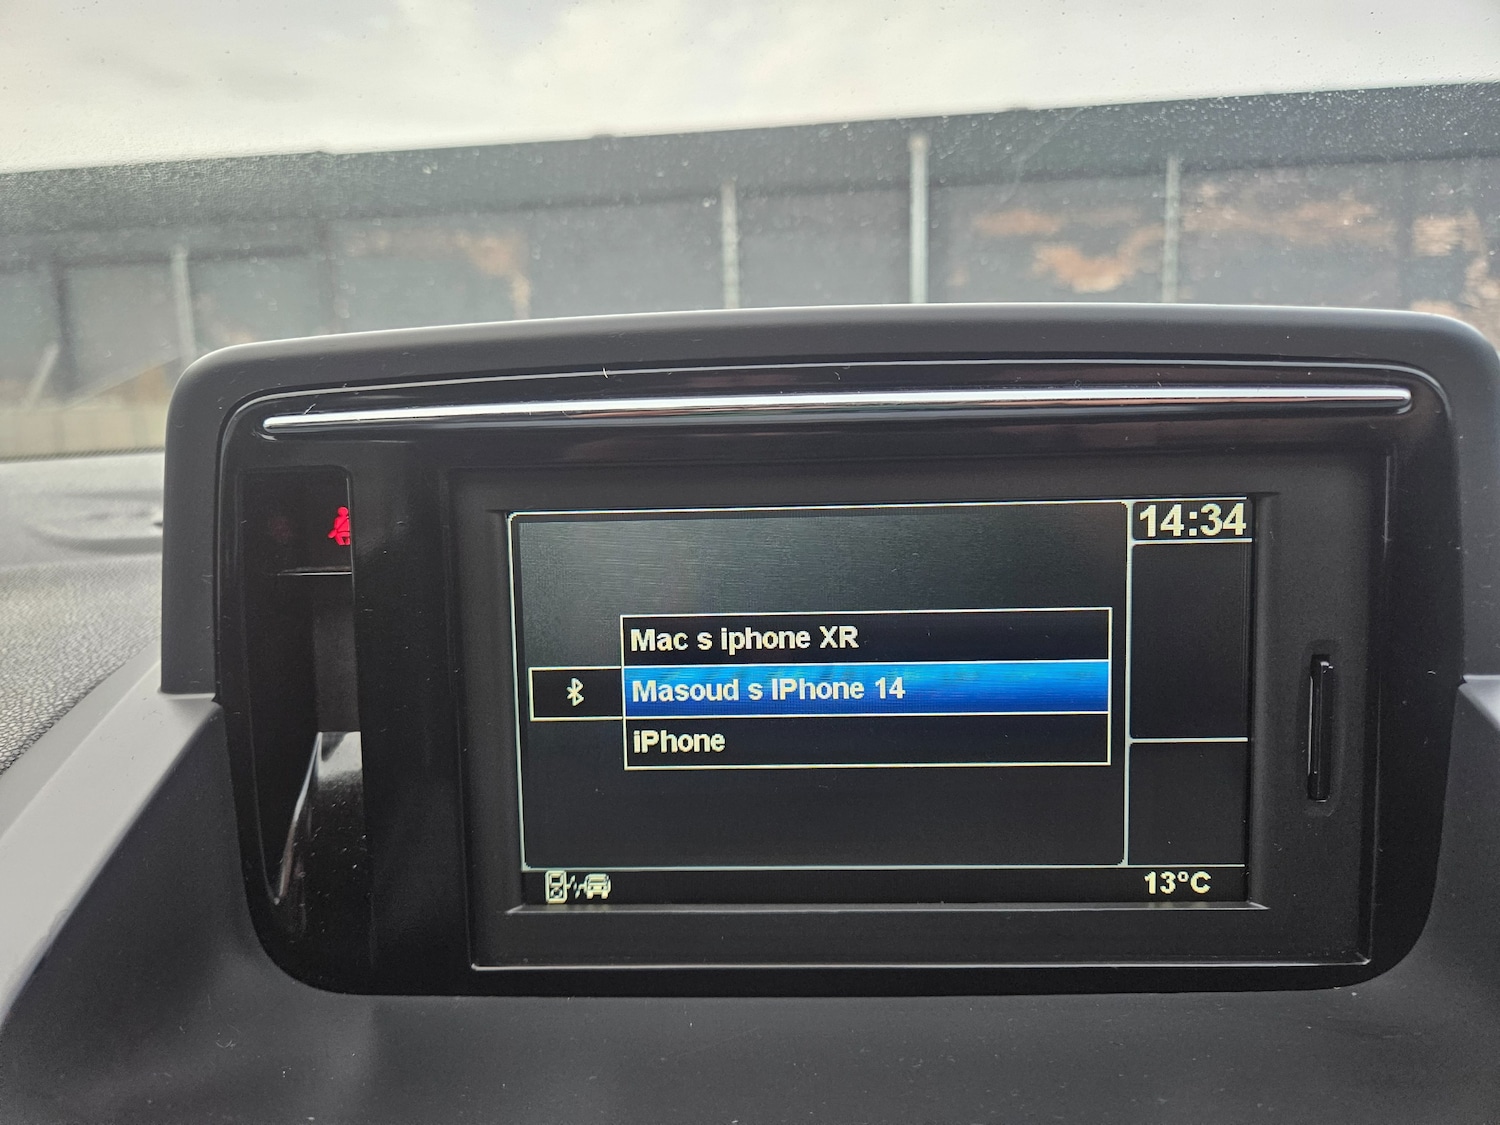 14:34
Mac s iphone XR
Masoud s IPhone 14
iPhone
13°C